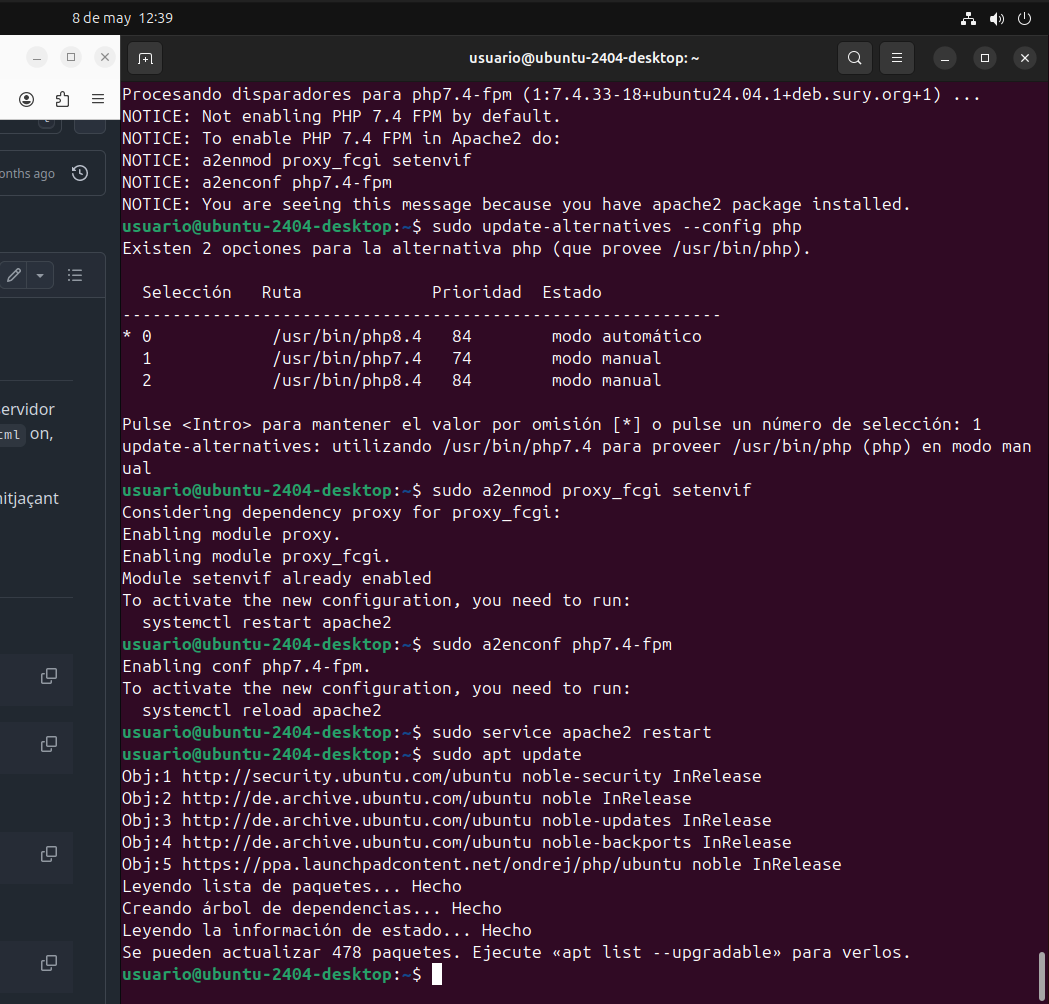 8 de may 12:39
usuario@ubuntu-2404-desktop: ~
onths ago
ervidor
on,
nitjaçant
Procesando disparadores para php7.4-fpm (1:7.4.33-18+ubuntu24.04.1+deb.sury.org+1) ...
NOTICE: Not enabling PHP 7.4 FPM by default.
NOTICE: To enable PHP 7.4 FPM in Apache2 do:
NOTICE: a2enmod proxy_fcgi setenvif
NOTICE: a2enconf php7.4-fpm
NOTICE: You are seeing this message because you have apache2 package installed.
usuario@ubuntu-2404-desktop:~$ sudo update-alternatives --config php
Existen 2 opciones para la alternativa php (que provee /usr/bin/php).
Selección Ruta Prioridad Estado
------------------------------------------------------------
* 0 /usr/bin/php8.4 84 modo automático
1 /usr/bin/php7.4 74 modo manual
2 /usr/bin/php8.4 84 modo manual
Pulse <Intro> para mantener el valor por omisión [*] o pulse un número de selección: 1
update-alternatives: utilizando /usr/bin/php7.4 para proveer /usr/bin/php (php) en modo man
ual
usuario@ubuntu-2404-desktop:~$ sudo a2enmod proxy_fcgi setenvif
Considering dependency proxy for proxy_fcgi:
Enabling module proxy.
Enabling module proxy_fcgi.
Module setenvif already enabled
To activate the new configuration, you need to run:
systemctl restart apache2
usuario@ubuntu-2404-desktop:~$ sudo a2enconf php7.4-fpm
Enabling conf php7.4-fpm.
To activate the new configuration, you need to run:
systemctl reload apache2
usuario@ubuntu-2404-desktop:~$ sudo service apache2 restart
usuario@ubuntu-2404-desktop:~$ sudo apt update
Obj:1 http://security.ubuntu.com/ubuntu noble-security InRelease
Obj:2 http://de.archive.ubuntu.com/ubuntu noble InRelease
Obj:3 http://de.archive.ubuntu.com/ubuntu noble-updates InRelease
Obj:4 http://de.archive.ubuntu.com/ubuntu noble-backports InRelease
Obj:5 https://ppa.launchpadcontent.net/ondrej/php/ubuntu noble InRelease
Leyendo lista de paquetes... Hecho
Creando árbol de dependencias... Hecho
Leyendo la información de estado... Hecho
Se pueden actualizar 478 paquetes. Ejecute «apt list --upgradable» para verlos.
usuario@ubuntu-2404-desktop:~$